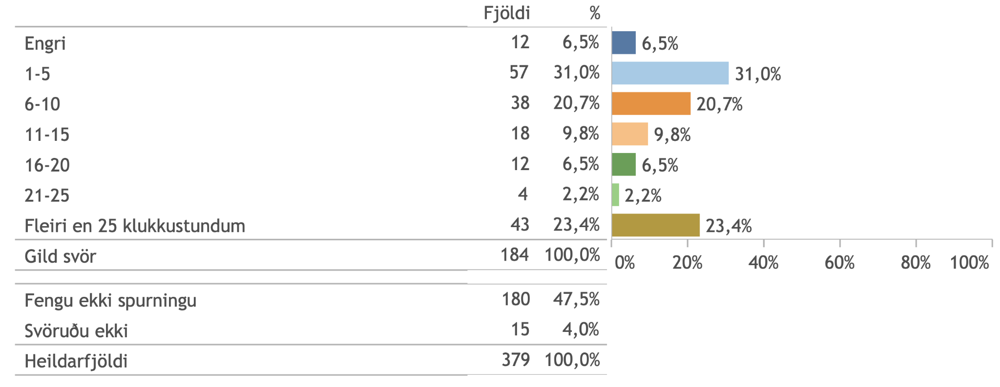 Fjöldi %
Engri 12 6,5% 6,5%
1-5 57 31,0% 31,0%
6-10 38 20,7% 20,7%
11-15 18 9,8% 9,8%
16-20 12 6,5% 6,5%
21-25 4 2,2% 2,2%
Fleiri en 25 klukkustundum 43 23,4% 23,4%
Gild svör 184 100,0%
0% 20% 40% 60% 80% 100%
Fengu ekki spurningu 180 47,5%
Svöruðu ekki 15 4,0%
Heildarfjöldi 379 100,0%